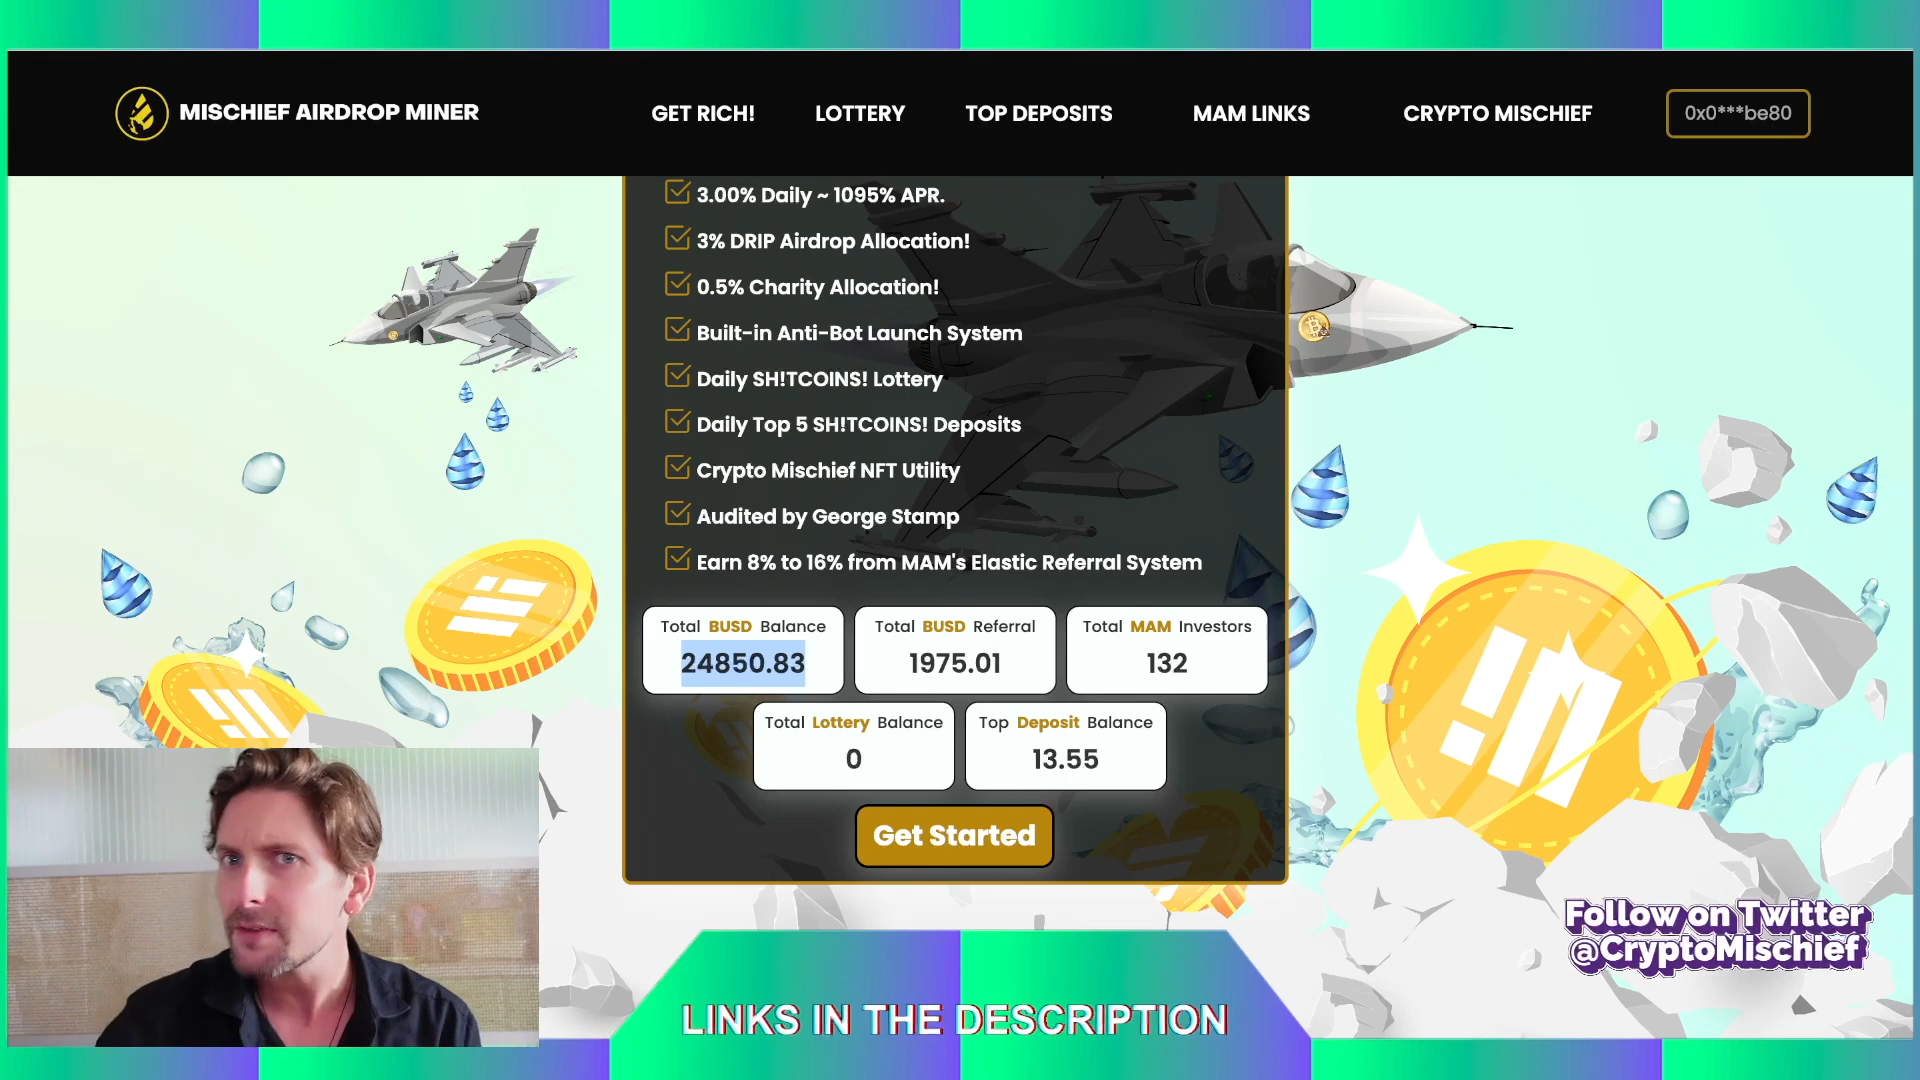 MISCHIEF AIRDROP MINER
GET RICH!
LOTTERY
TOP DEPOSITS
MAM LINKS
CRYPTO MISCHIEF
0x0***be80
3.00% Daily ~ 1095% APR.
3% DRIP Airdrop Allocation!
0.5% Charity Allocation!
Built-in Anti-Bot Launch System
Daily SH!TCOINS! Lottery
Daily Top 5 SH!TCOINS! Deposits
Crypto Mischief NFT Utility
Audited by George Stamp
Earn 8% to 16% from MAM's Elastic Referral System
Total BUSD Balance
24850.83
Total BUSD Referral
1975.01
Total MAM Investors
132
Total Lottery Balance
0
Top Deposit Balance
13.55
Get Started
Follow on Twitter
@CryptoMischief
LINKS IN THE DESCRIPTION